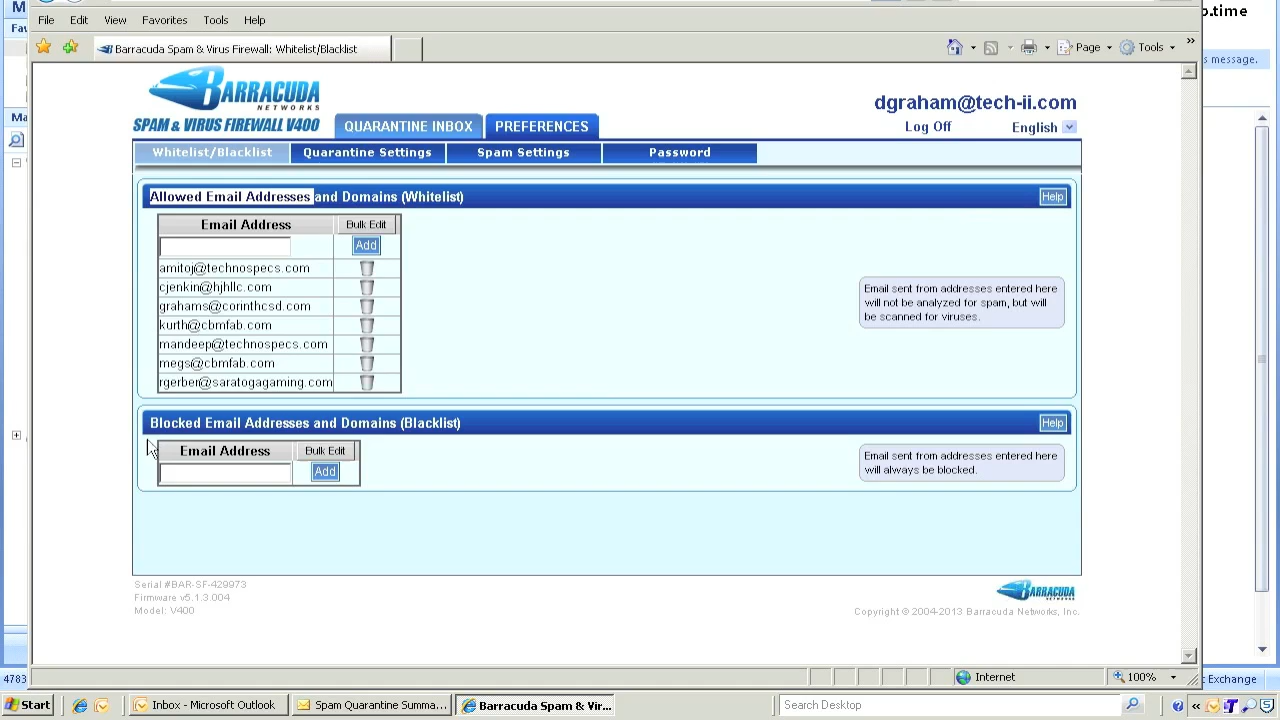 o.time
File Edit View Favorites Tools Help
Fav
Barracuda Spam & Virus Firewall: Whitelist/Blacklist
Page Tools »
s message.
BARRACUDA
NETWORKS
SPAM & VIRUS FIREWALL V400
QUARANTINE INBOX
PREFERENCES
dgraham@tech-ii.com
Log Off
English
Ma
Whitelist/Blacklist Quarantine Settings Spam Settings Password
Allowed Email Addresses and Domains (Whitelist)
Help
Email Address
Bulk Edit
Add
amitoj@technospecs.com
cjenkin@hjhllc.com
grahams@corinthcsd.com
kurth@cbmfab.com
mandeep@technospecs.com
megs@cbmfab.com
rgerber@saratogagaming.com
Email sent from addresses entered here
will not be analyzed for spam, but will
be scanned for viruses.
Blocked Email Addresses and Domains (Blacklist)
Help
Email Address
Bulk Edit
Add
Email sent from addresses entered here
will always be blocked.
Serial #BAR-SF-429973
Firmware v5.1.3.004
Model: V400
BARRACUDA
Copyright © 2004-2013 Barracuda Networks, Inc.
4783
Internet
100%
Exchange
Start
Inbox - Microsoft Outlook
Spam Quarantine Summa...
Barracuda Spam & Vir...
Search Desktop